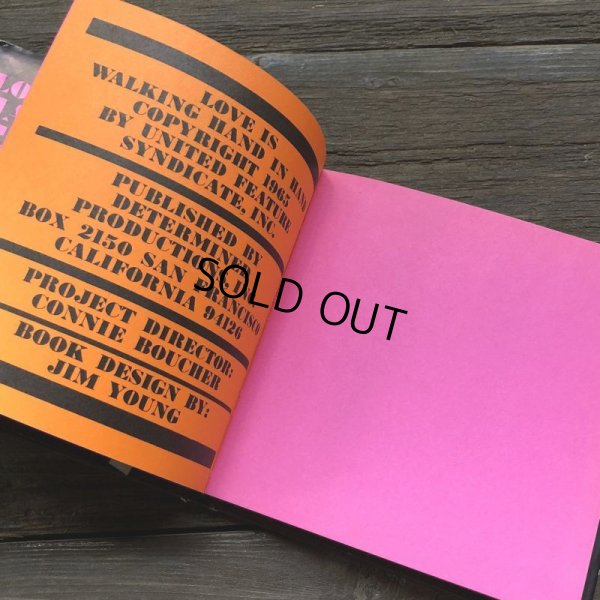 LOVE IS
WALKING HAND IN HAND
COPYRIGHT 1965
BY UNITED FEATURE
SYNDICATE, INC.
PUBLISHED BY
DETERMINED
PRODUCTIONS,
BOX 2150 SAN FRANCISCO
CALIFORNIA 94126
PROJECT DIRECTOR:
CONNIE BOUCHER
BOOK DESIGN BY:
JIM YOUNG
SOLD OUT
LO